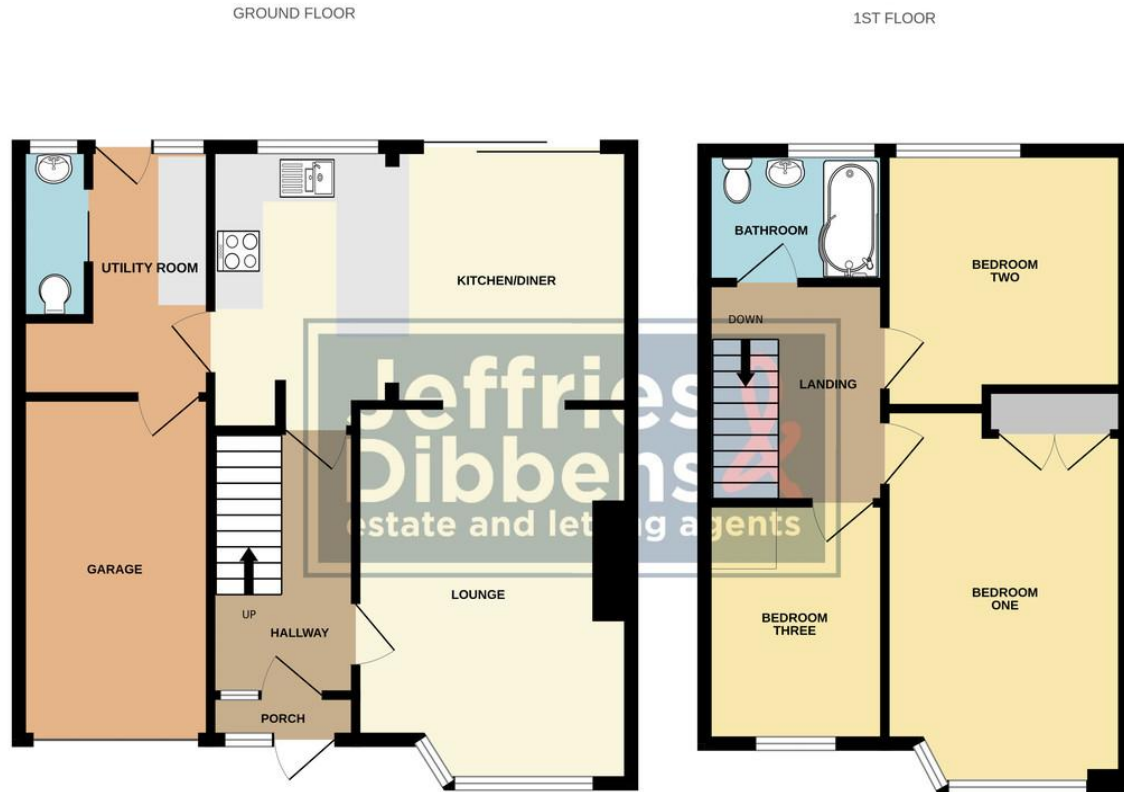 GROUND FLOOR
1ST FLOOR
UTILITY ROOM
KITCHEN/DINER
GARAGE
UP
HALLWAY
LOUNGE
PORCH
BATHROOM
BEDROOM
TWO
DOWN
LANDING
BEDROOM
ONE
BEDROOM
THREE
Jeffries&
Dibbens
estate and letting agents